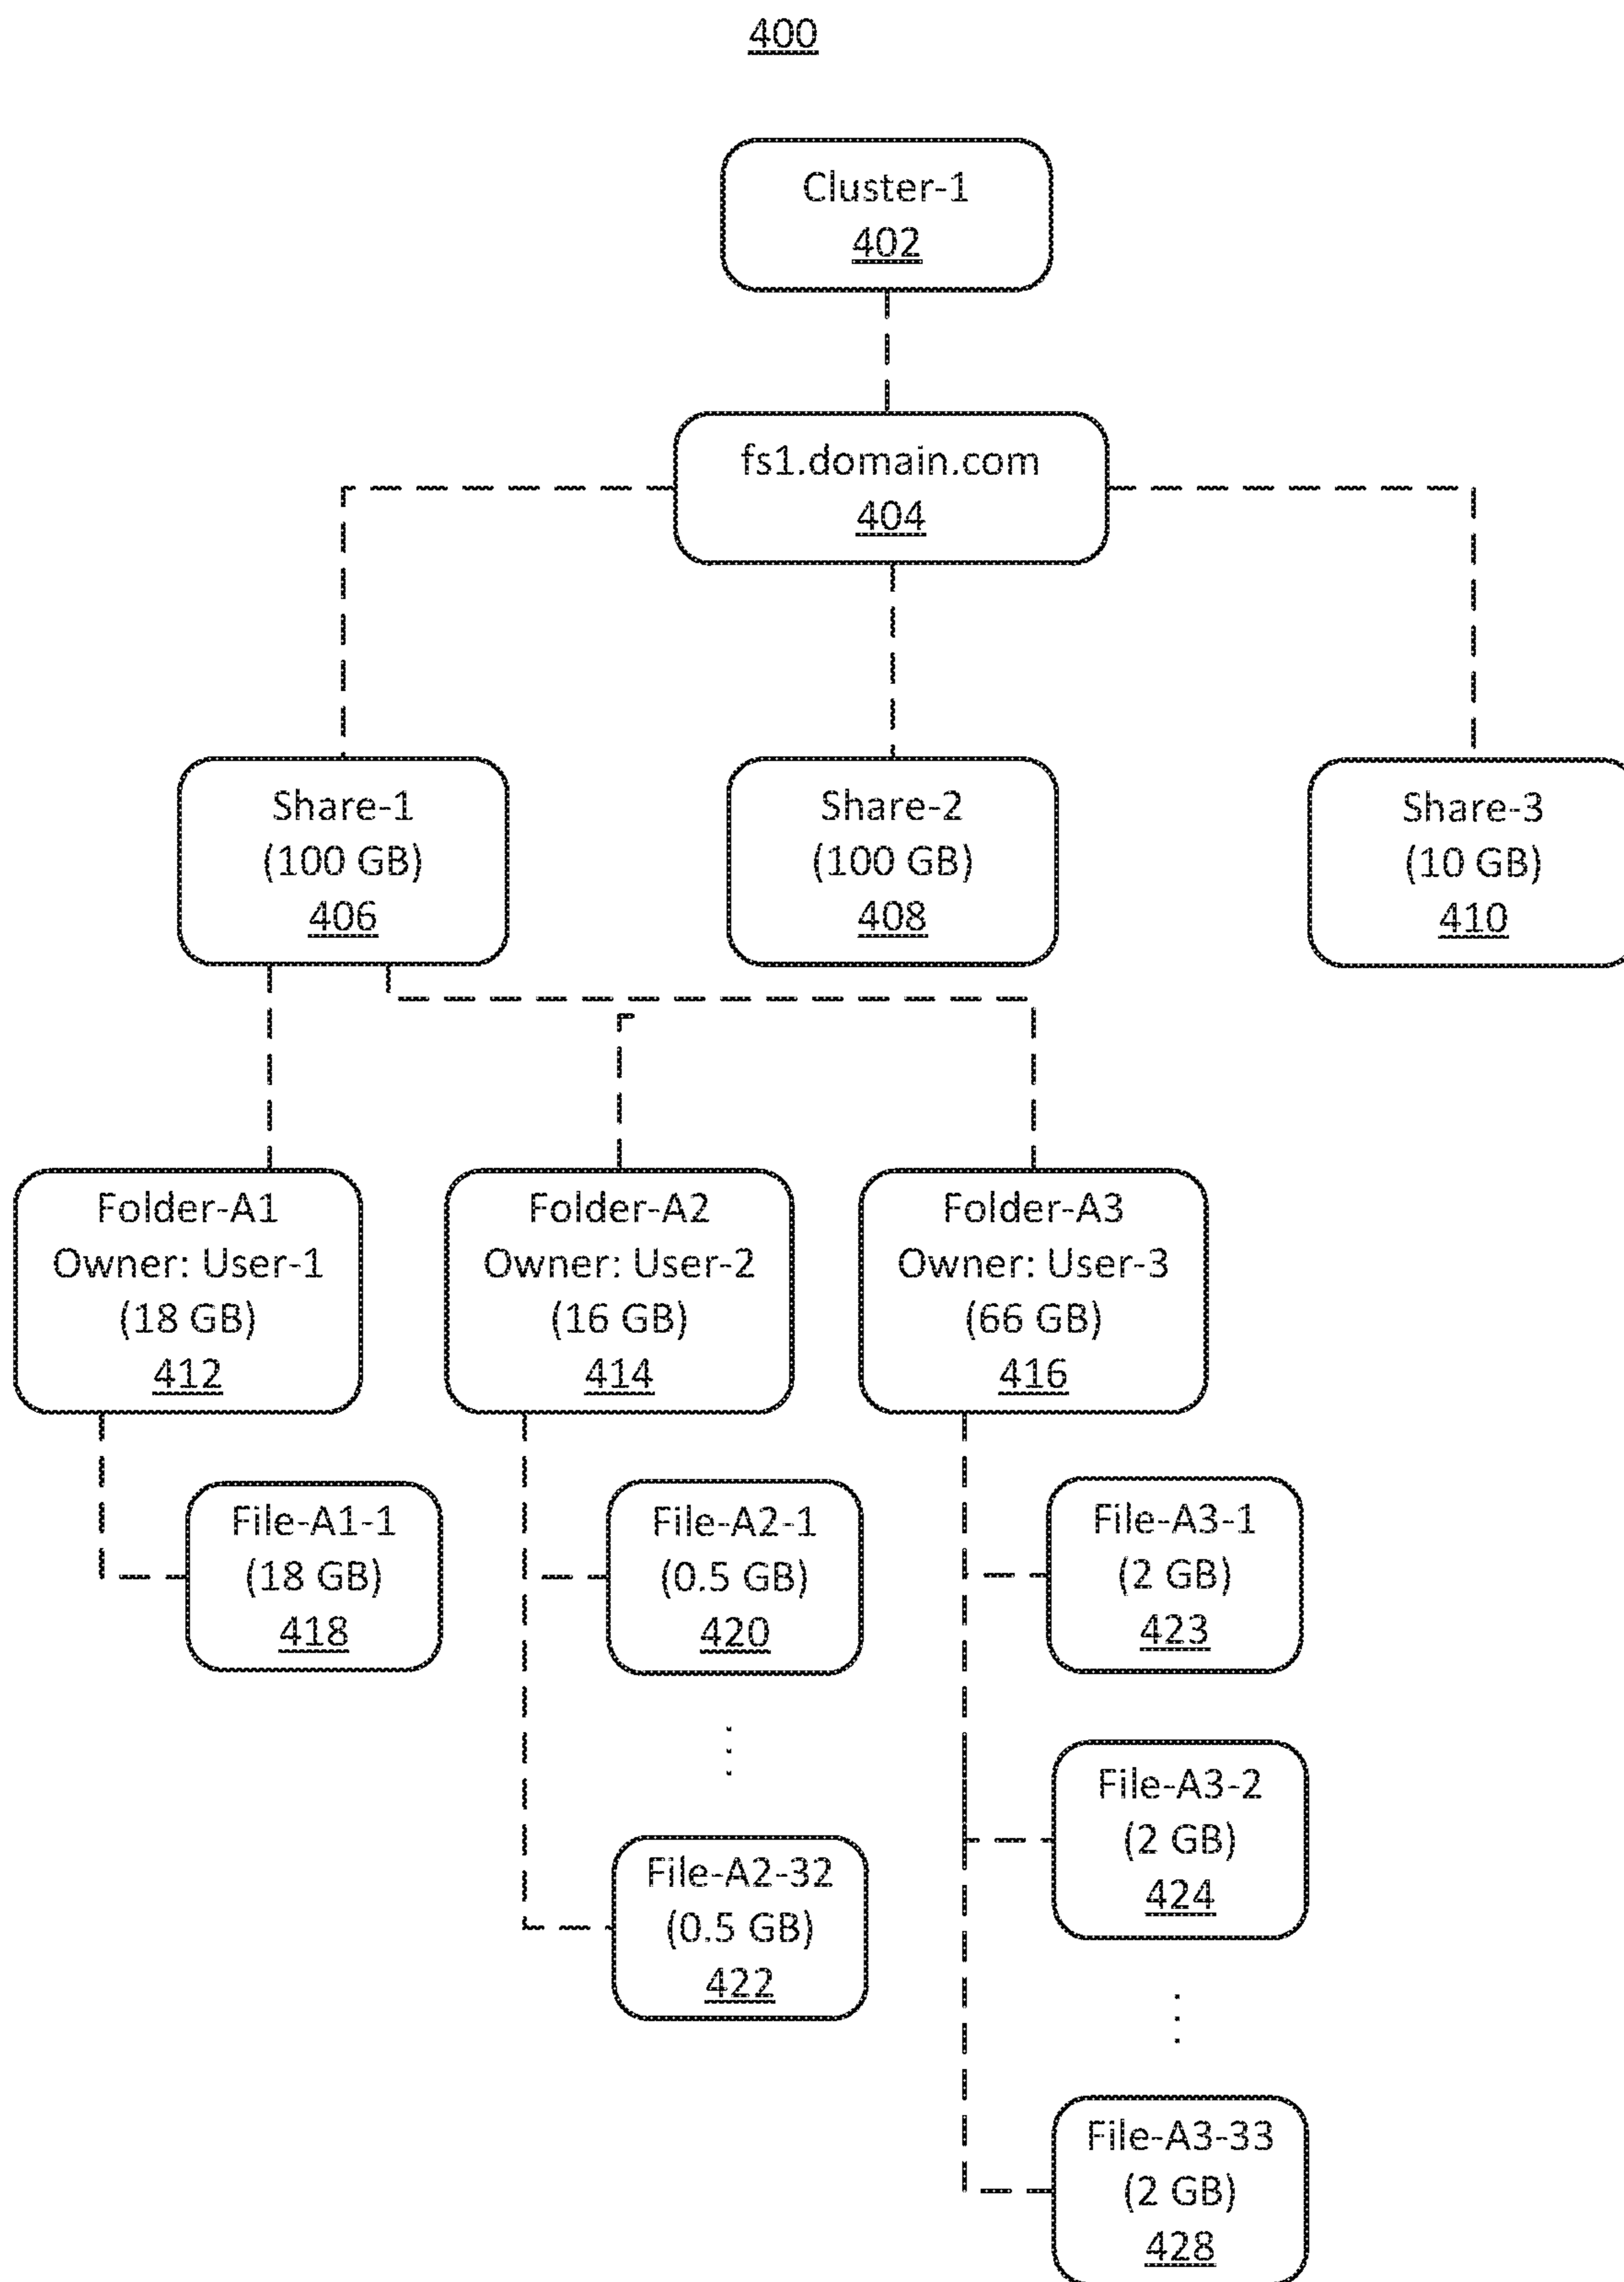 400
Cluster-1
402
fs1.domain.com
404
Share-1
(100 GB)
406
Share-2
(100 GB)
408
Share-3
(10 GB)
410
Folder-A1
Owner: User-1
(18 GB)
412
Folder-A2
Owner: User-2
(16 GB)
414
Folder-A3
Owner: User-3
(66 GB)
416
File-A1-1
(18 GB)
418
File-A2-1
(0.5 GB)
420
File-A2-32
(0.5 GB)
422
File-A3-1
(2 GB)
423
File-A3-2
(2 GB)
424
File-A3-33
(2 GB)
428